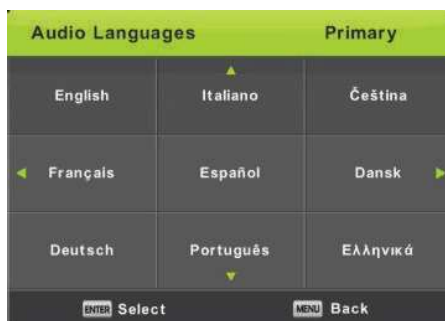 Audio Languages Primary
English Italiano Čeština
Français Español Dansk
Deutsch Português Ελληνικά
ENTER Select MENU Back